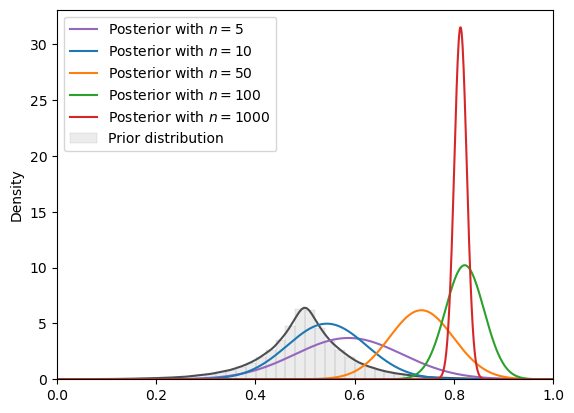 Posterior with n = 5
Posterior with n = 10
Posterior with n = 50
Posterior with n = 100
Posterior with n = 1000
Prior distribution
Density
30
25
20
15
10
5
0
0.0 0.2 0.4 0.6 0.8 1.0